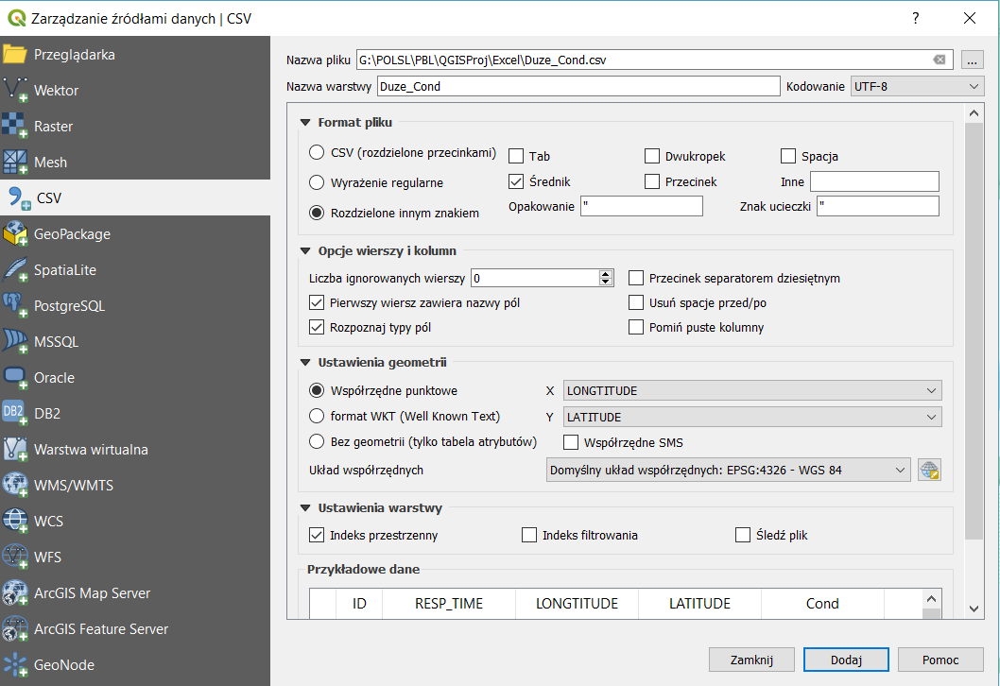 Zarządzanie źródłami danych | CSV
?
Przeglądarka
Wektor
Raster
Mesh
CSV
GeoPackage
SpatiaLite
PostgreSQL
MSSQL
Oracle
DB2
DB2
Warstwa wirtualna
WMS/WMTS
WCS
WFS
ArcGIS Map Server
ArcGIS Feature Server
GeoNode
Nazwa pliku G:\POLSL\PBL\QGISProj\Excel\Duze_Cond.csv ...
Nazwa warstwy Duze_Cond Kodowanie UTF-8
Format pliku
CSV (rozdzielone przecinkami) Tab Dwukropek Spacja
Wyrażenie regularne Średnik Przecinek Inne
Rozdzielone innym znakiem Opakowanie " Znak ucieczki "
Opcje wierszy i kolumn
Liczba ignorowanych wierszy 0 Przecinek separatorem dziesiętnym
Pierwszy wiersz zawiera nazwy pól Usuń spacje przed/po
Rozpoznaj typy pól Pomiń puste kolumny
Ustawienia geometrii
Współrzędne punktowe X LONGTITUDE
format WKT (Well Known Text) Y LATITUDE
Bez geometrii (tylko tabela atrybutów) Współrzędne SMS
Układ współrzędnych Domyślny układ współrzędnych: EPSG:4326 - WGS 84
Ustawienia warstwy
Indeks przestrzenny Indeks filtrowania Śledź plik
Przykładowe dane
ID RESP_TIME LONGTITUDE LATITUDE Cond
Zamknij Dodaj Pomoc